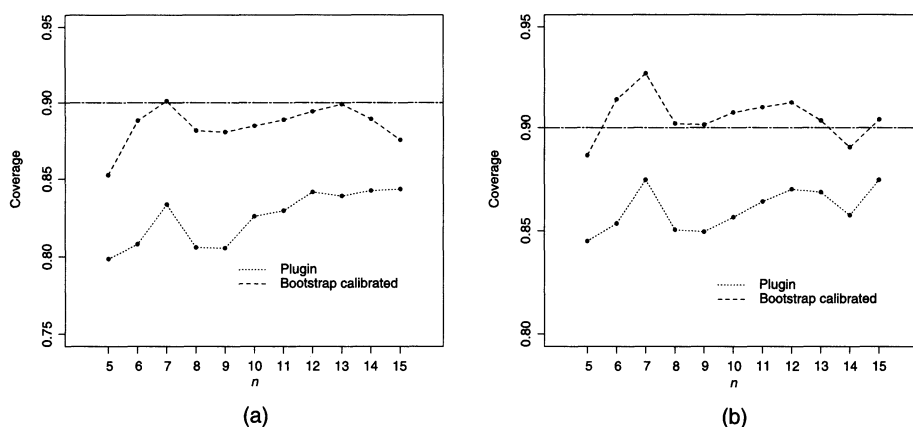 0.95
0.90
0.85
0.80
0.75
Coverage
Plugin
Bootstrap calibrated
5 6 7 8 9 10 11 12 13 14 15
n
(a)
0.95
0.90
0.85
0.80
Coverage
Plugin
Bootstrap calibrated
5 6 7 8 9 10 11 12 13 14 15
n
(b)